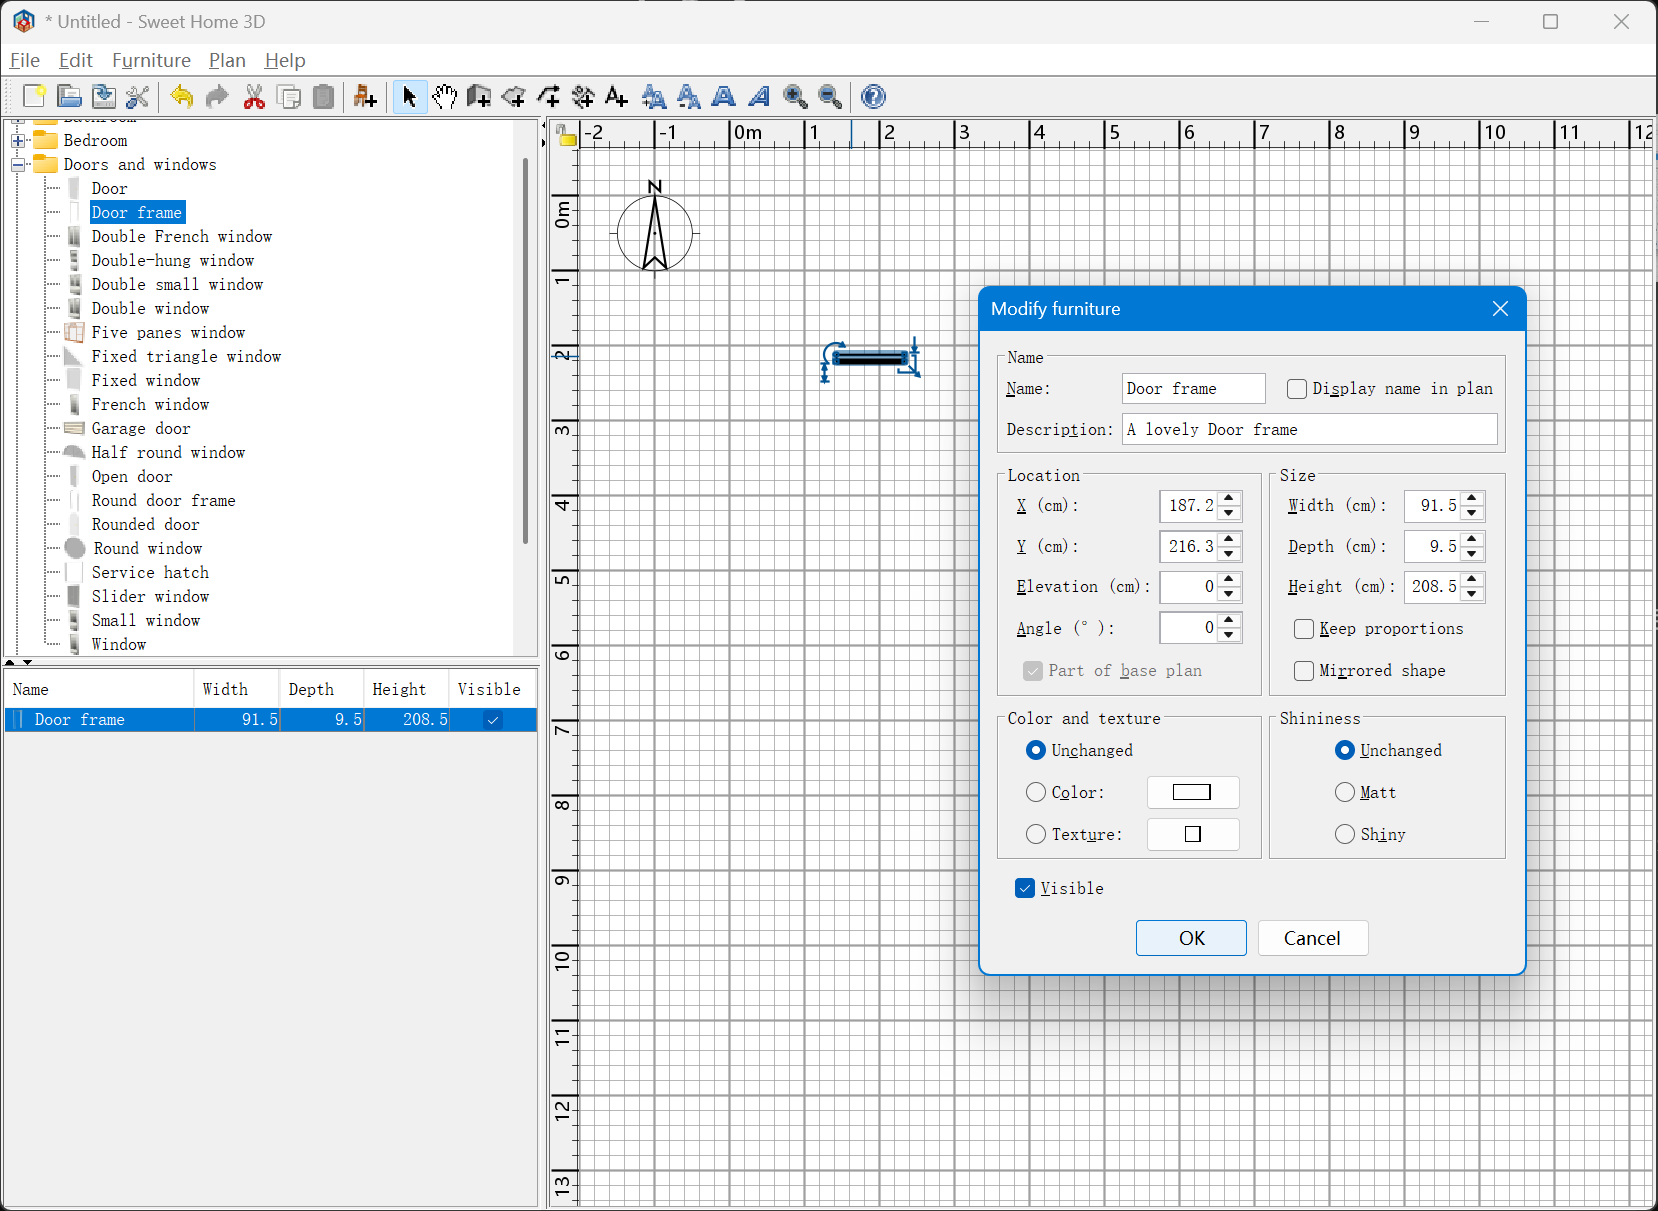 * Untitled - Sweet Home 3D
File Edit Furniture Plan Help
Bedroom
Doors and windows
Door
Door frame
Double French window
Double-hung window
Double small window
Double window
Five panes window
Fixed triangle window
Fixed window
French window
Garage door
Half round window
Open door
Round door frame
Rounded door
Round window
Service hatch
Slider window
Small window
Window
Name Width Depth Height Visible
Door frame 91.5 9.5 208.5
-2 -1 0m 1 2 3 4 5 6 7 8 9 10 11 12
0m
1
2
3
4
5
6
7
8
9
10
11
12
13
N
Modify furniture
Name
Name: Door frame Display name in plan
Description: A lovely Door frame
Location
X (cm): 187.2
Y (cm): 216.3
Elevation (cm): 0
Angle (°): 0
Part of base plan
Size
Width (cm): 91.5
Depth (cm): 9.5
Height (cm): 208.5
Keep proportions
Mirrored shape
Color and texture
Unchanged
Color:
Texture:
Shininess
Unchanged
Matt
Shiny
Visible
OK Cancel